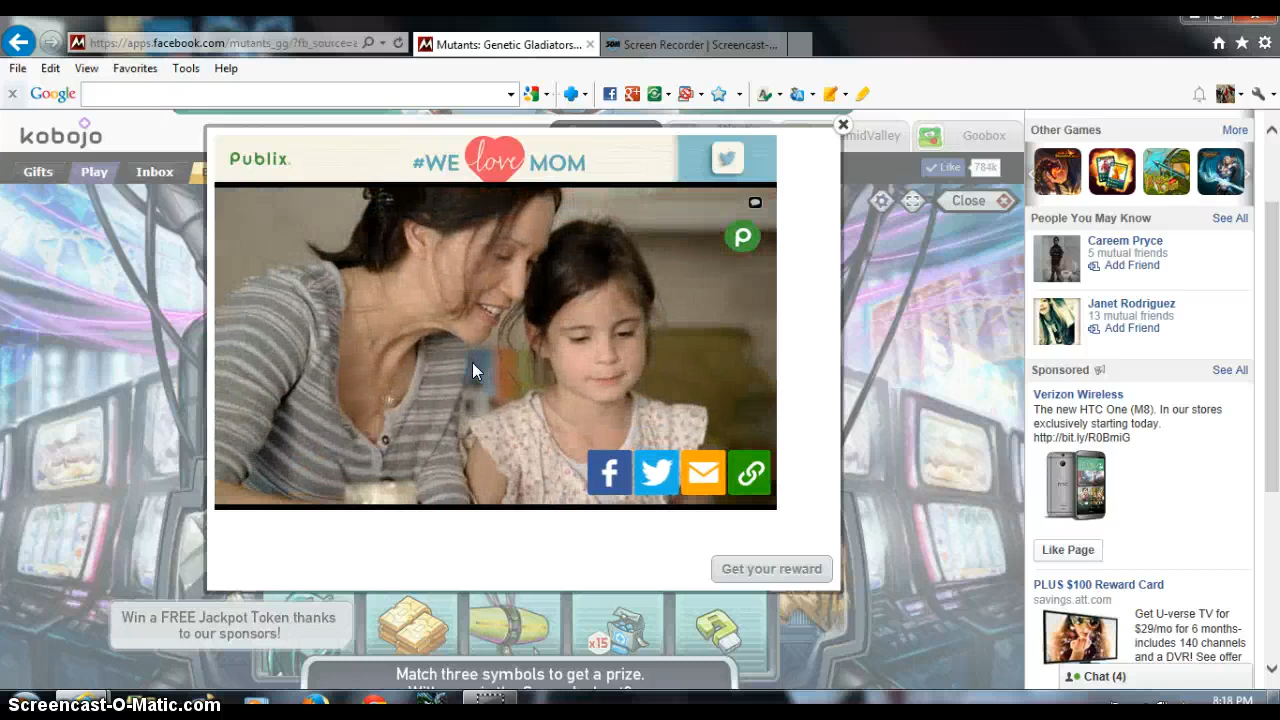 https://apps.facebook.com/mutants_gg/?fb_source=a
Mutants: Genetic Gladiators...
Screen Recorder | Screencast-...
File Edit View Favorites Tools Help
Google
kobojo
Goobox
Gifts Play Inbox
Like 784k
Close
Publix.
#WE love MOM
Get your reward
Win a FREE Jackpot Token thanks
to our sponsors!
x15
Match three symbols to get a prize.
Other Games More
People You May Know See All
Careem Pryce
5 mutual friends
Add Friend
Janet Rodriguez
13 mutual friends
Add Friend
Sponsored See All
Verizon Wireless
The new HTC One (M8). In our stores
exclusively starting today.
http://bit.ly/R0BmiG
Like Page
PLUS $100 Reward Card
savings.att.com
Get U-verse TV for
$29/mo for 6 months-
includes 140 channels
and a DVR! See offer
Chat (4)
8:18 PM
Screencast-O-Matic.com